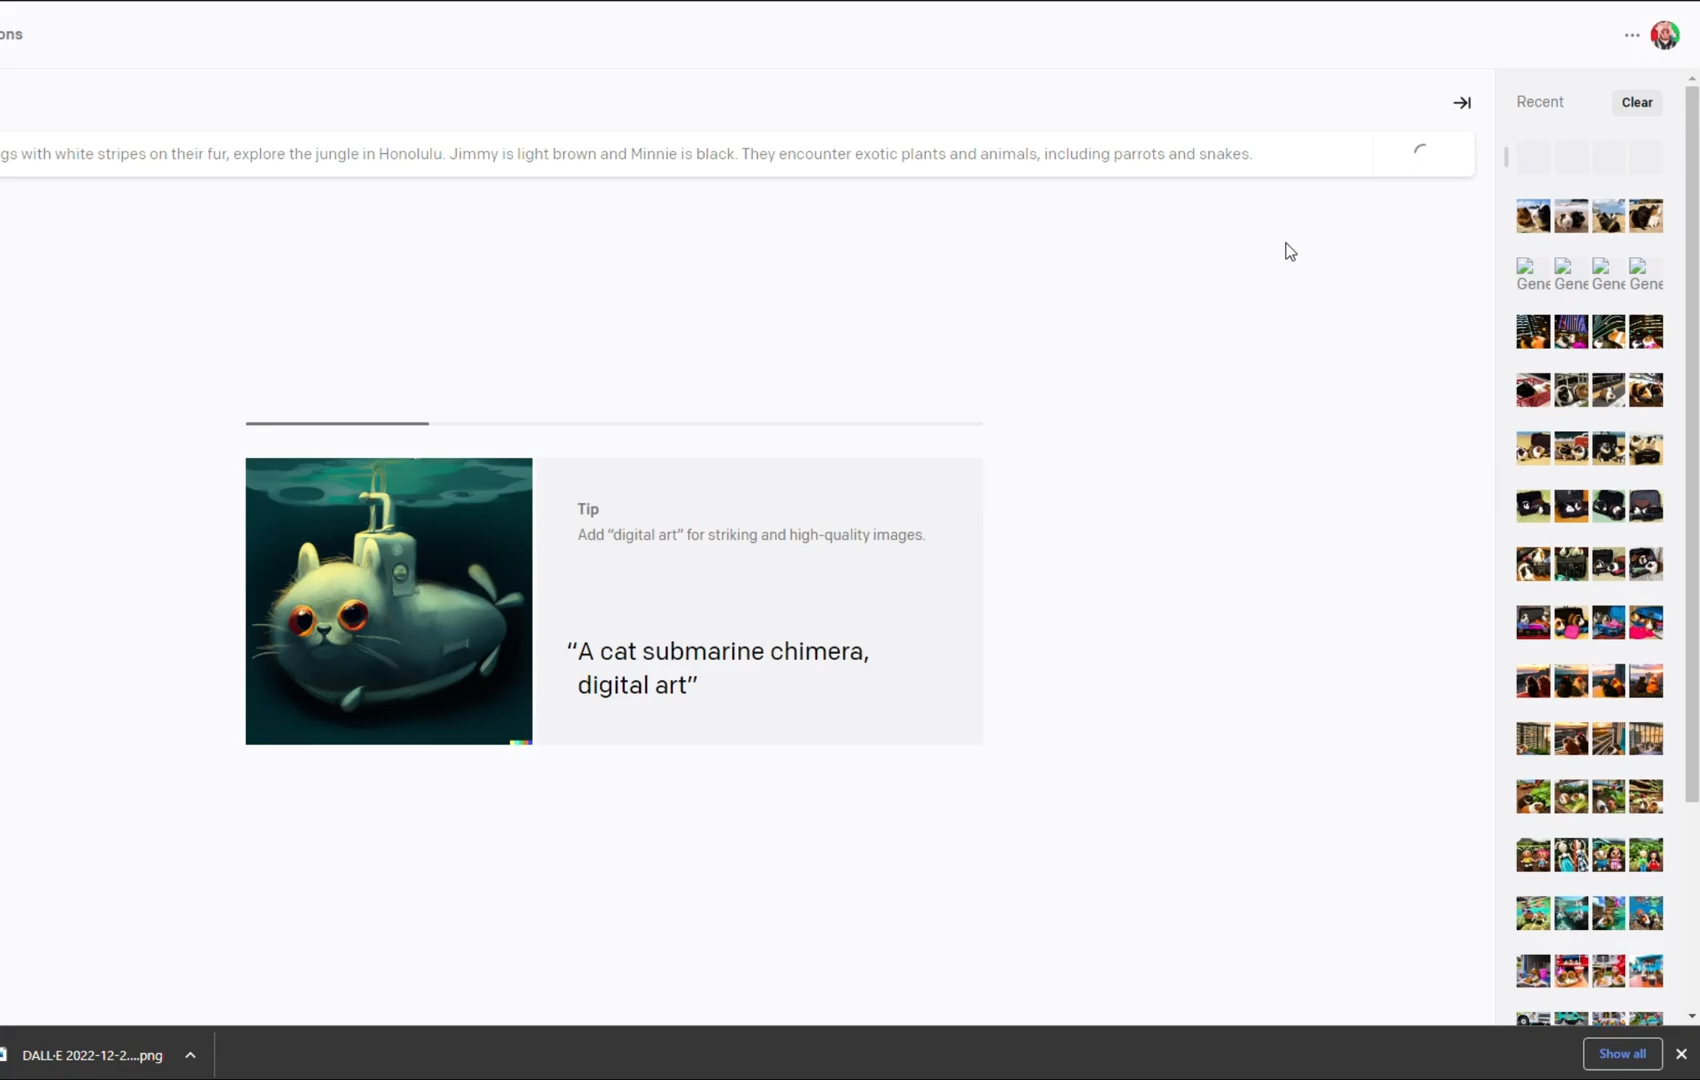 ons
Recent
Clear
gs with white stripes on their fur, explore the jungle in Honolulu. Jimmy is light brown and Minnie is black. They encounter exotic plants and animals, including parrots and snakes.
Gene Gene Gene Gene
Tip
Add “digital art” for striking and high-quality images.
“A cat submarine chimera,
digital art”
DALL·E 2022-12-2....png
Show all